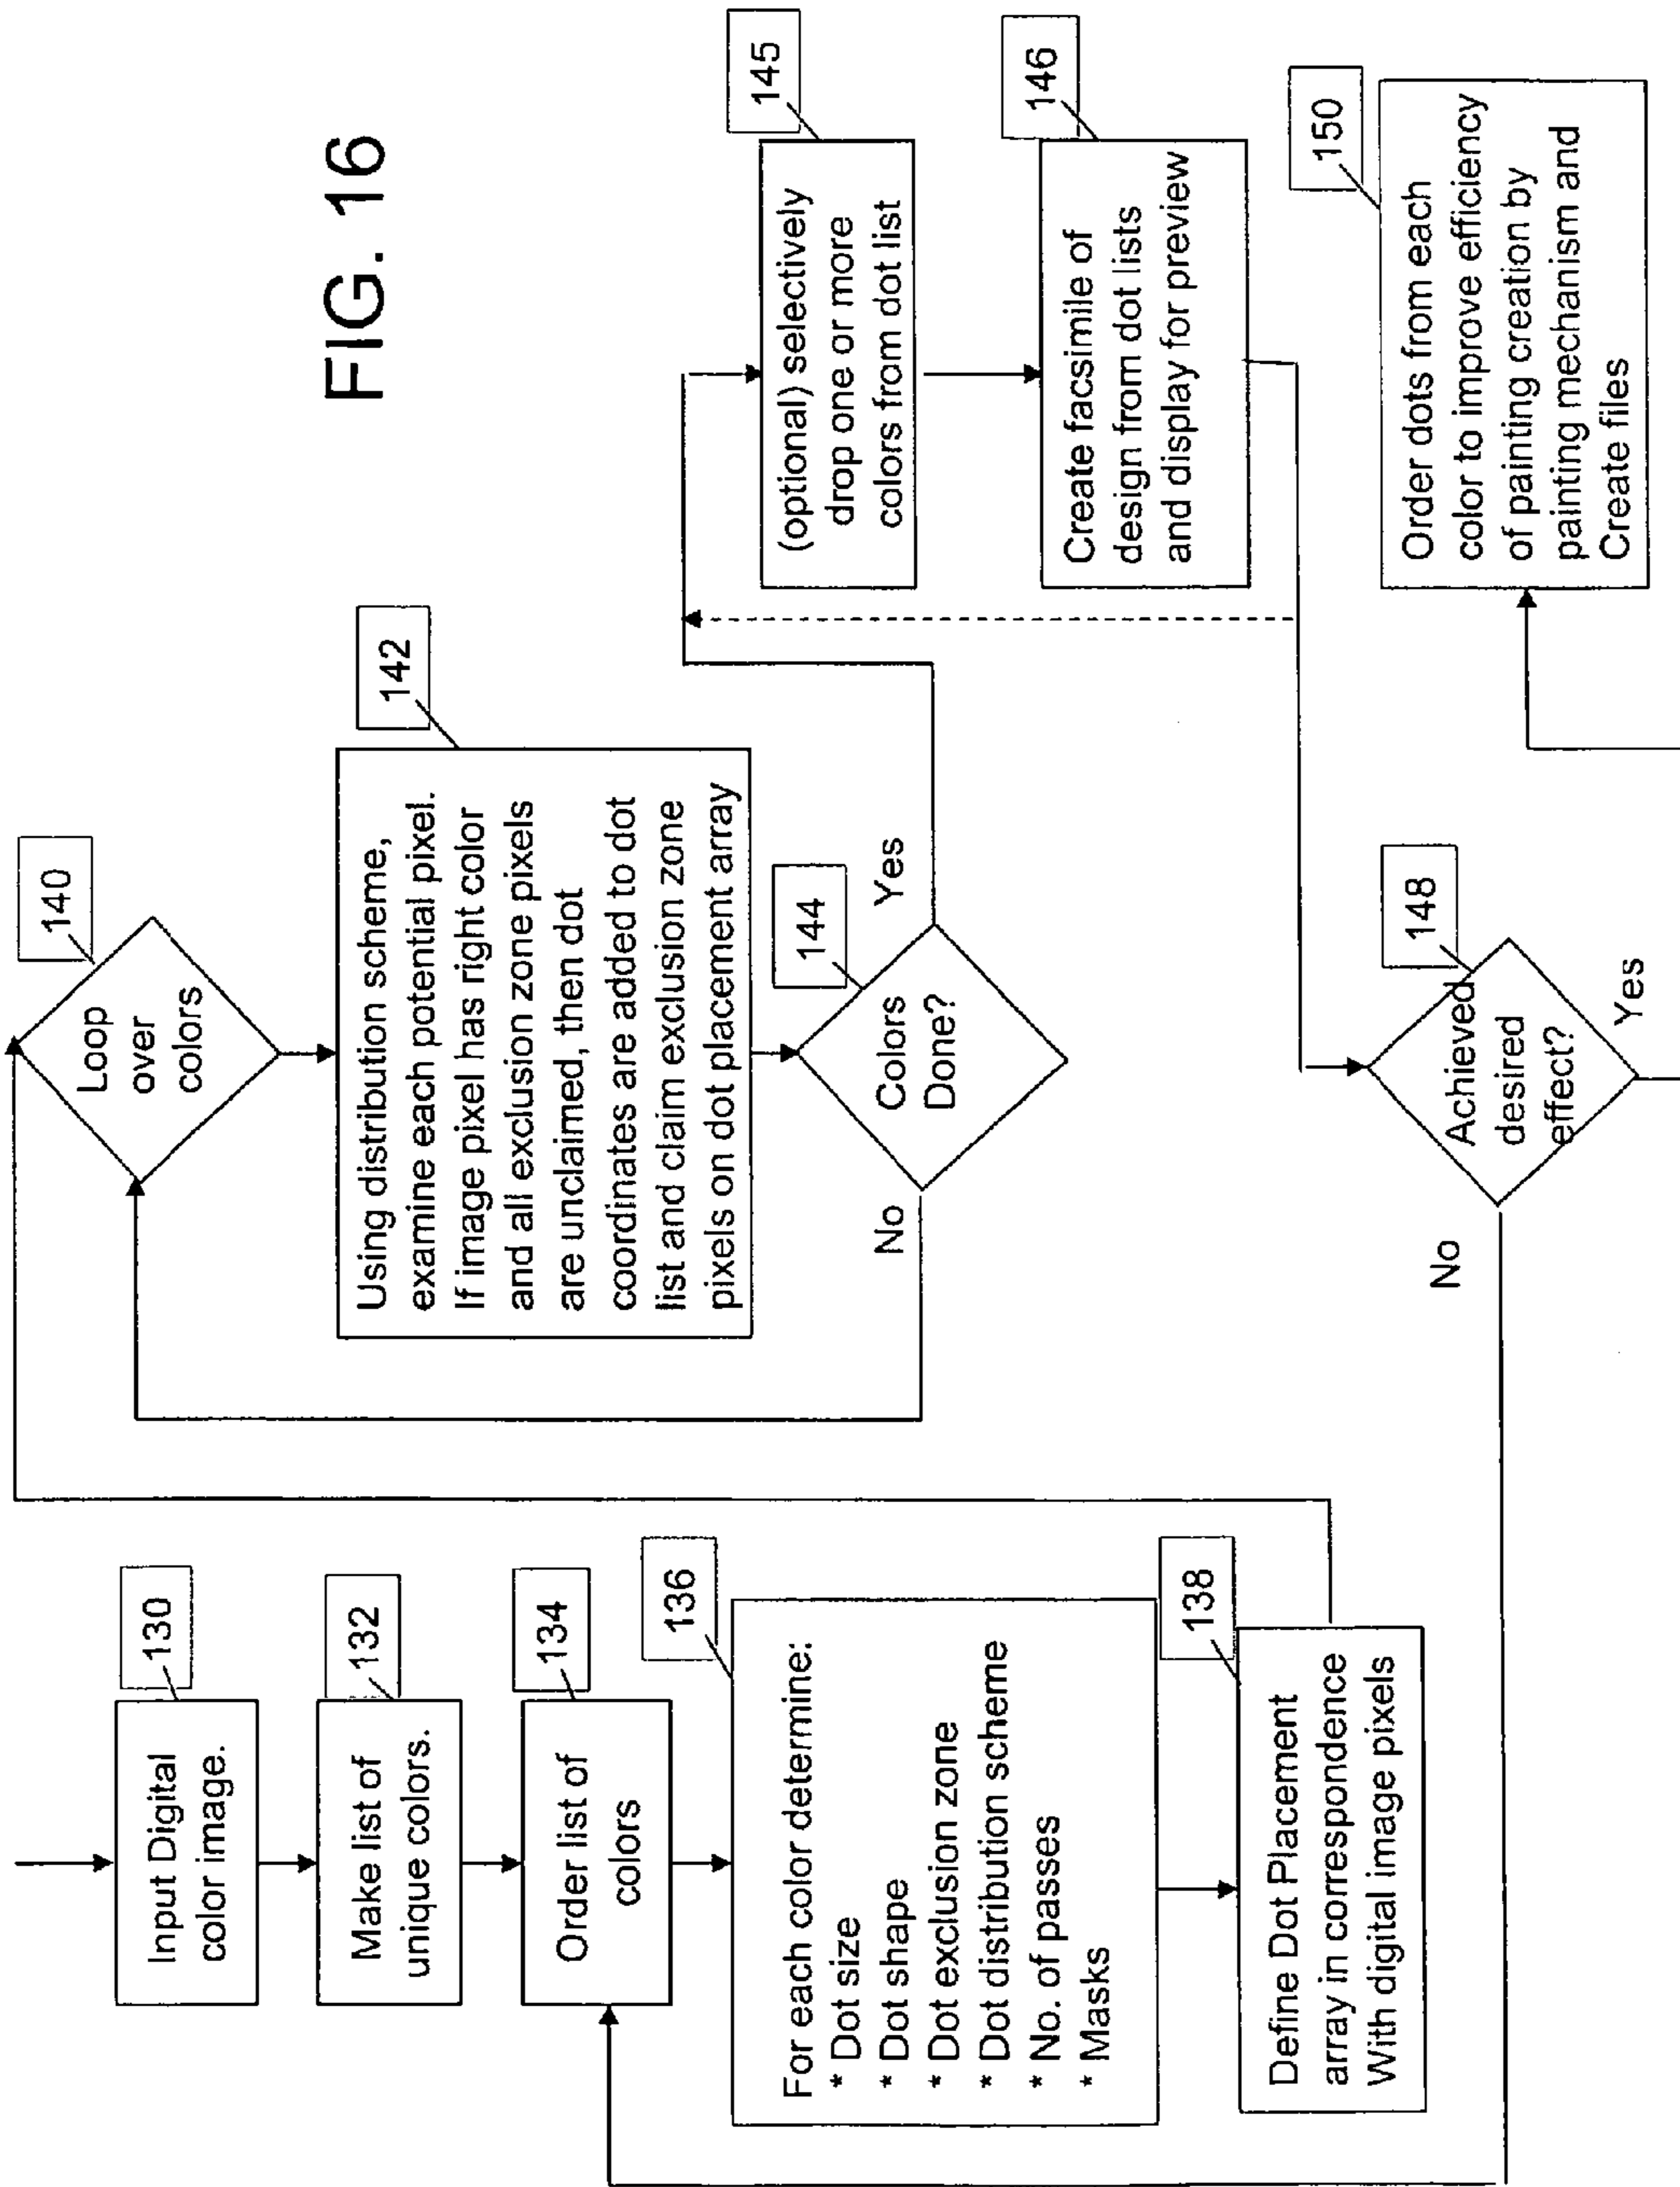 FIG. 16
130
Input Digital
color image.
132
Make list of
unique colors.
134
Order list of
colors
136
For each color determine:
* Dot size
* Dot shape
* Dot exclusion zone
* Dot distribution scheme
* No. of passes
* Masks
138
Define Dot Placement
array in correspondence
With digital image pixels
140
Loop
over
colors
142
Using distribution scheme,
examine each potential pixel.
If image pixel has right color
and all exclusion zone pixels
are unclaimed, then dot
coordinates are added to dot
list and claim exclusion zone
pixels on dot placement array
144
Colors
Done?
No
Yes
145
(optional) selectively
drop one or more
colors from dot list
146
Create facsimile of
design from dot lists
and display for preview
148
Achieved
desired
effect?
No
Yes
150
Order dots from each
color to improve efficiency
of painting creation by
painting mechanism and
Create files